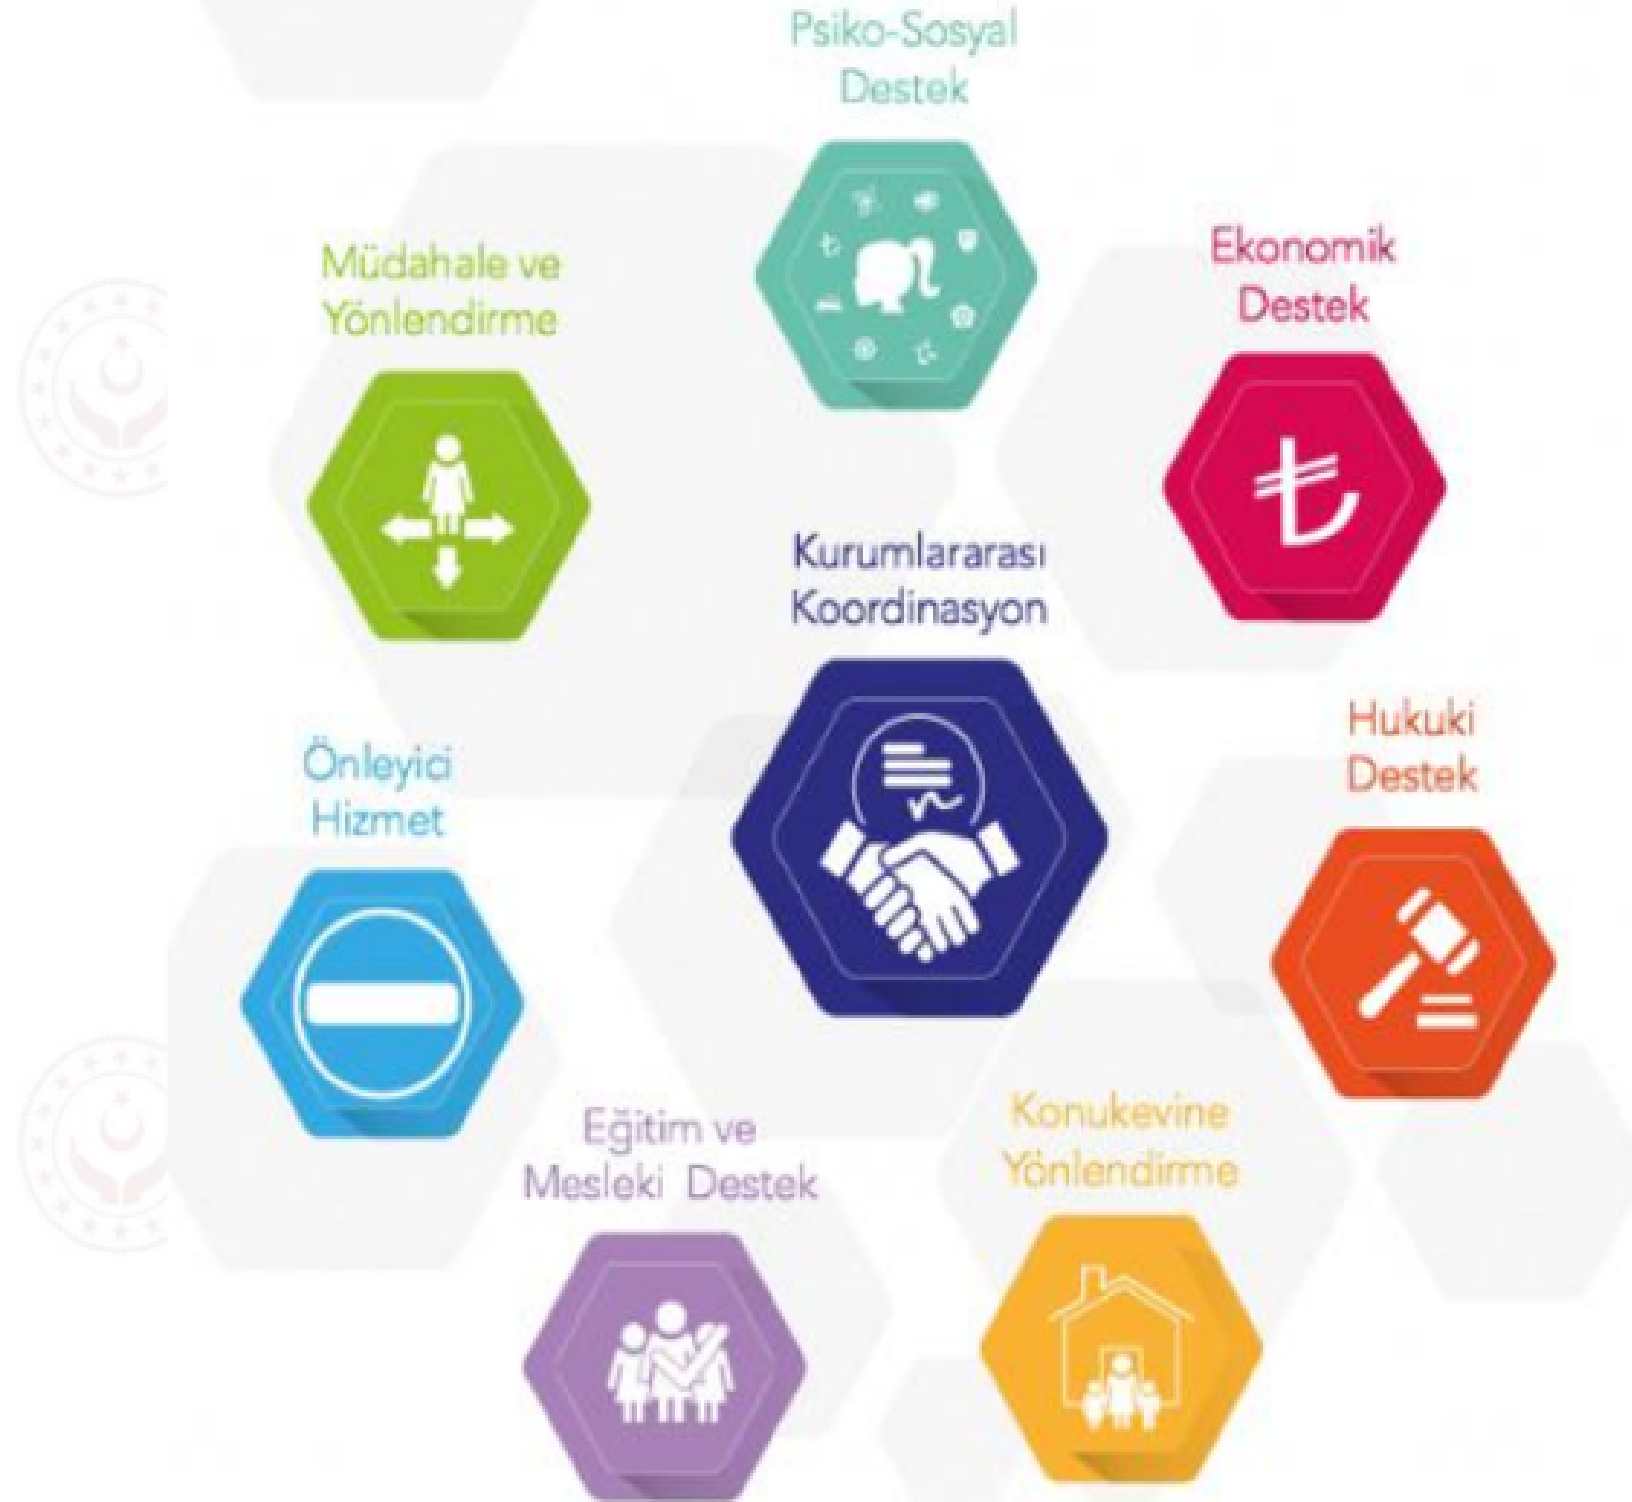 Psiko-Sosyal
Destek
Müdahale ve
Yönlendirme
Ekonomik
Destek
Kurumlararası
Koordinasyon
Hukuki
Destek
Önleyici
Hizmet
Eğitim ve
Mesleki Destek
Konukevine
Yönlendirme